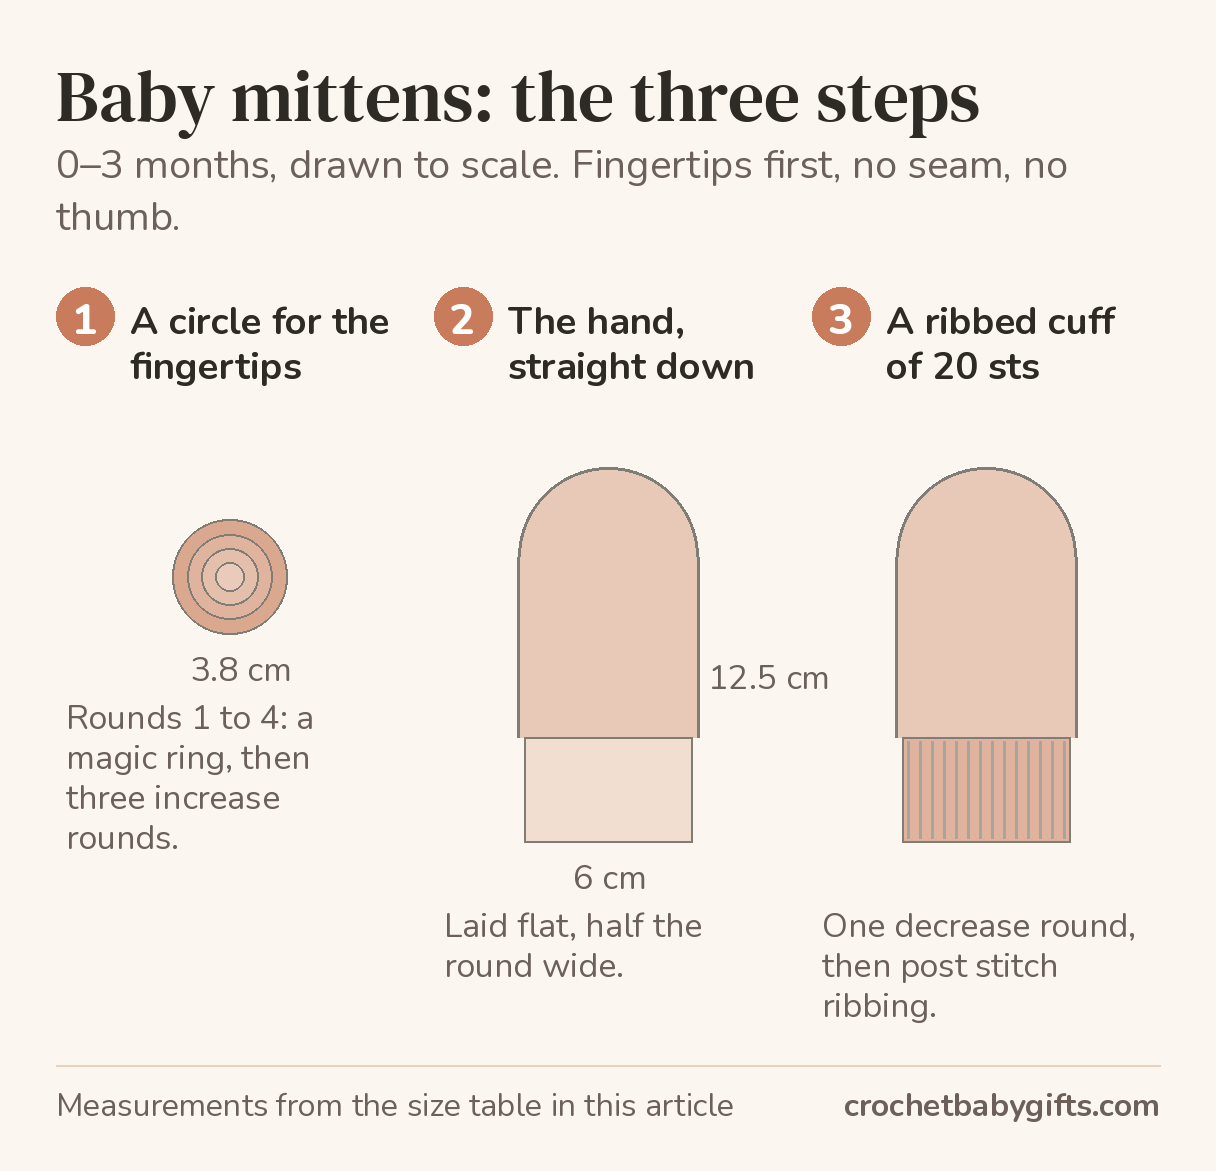 Baby mittens: the three steps
0–3 months, drawn to scale. Fingertips first, no seam, no
thumb.
1 A circle for the
fingertips
3.8 cm
Rounds 1 to 4: a
magic ring, then
three increase
rounds.
2 The hand,
straight down
12.5 cm
6 cm
Laid flat, half the
round wide.
3 A ribbed cuff
of 20 sts
One decrease round,
then post stitch
ribbing.
Measurements from the size table in this article
crochetbabygifts.com